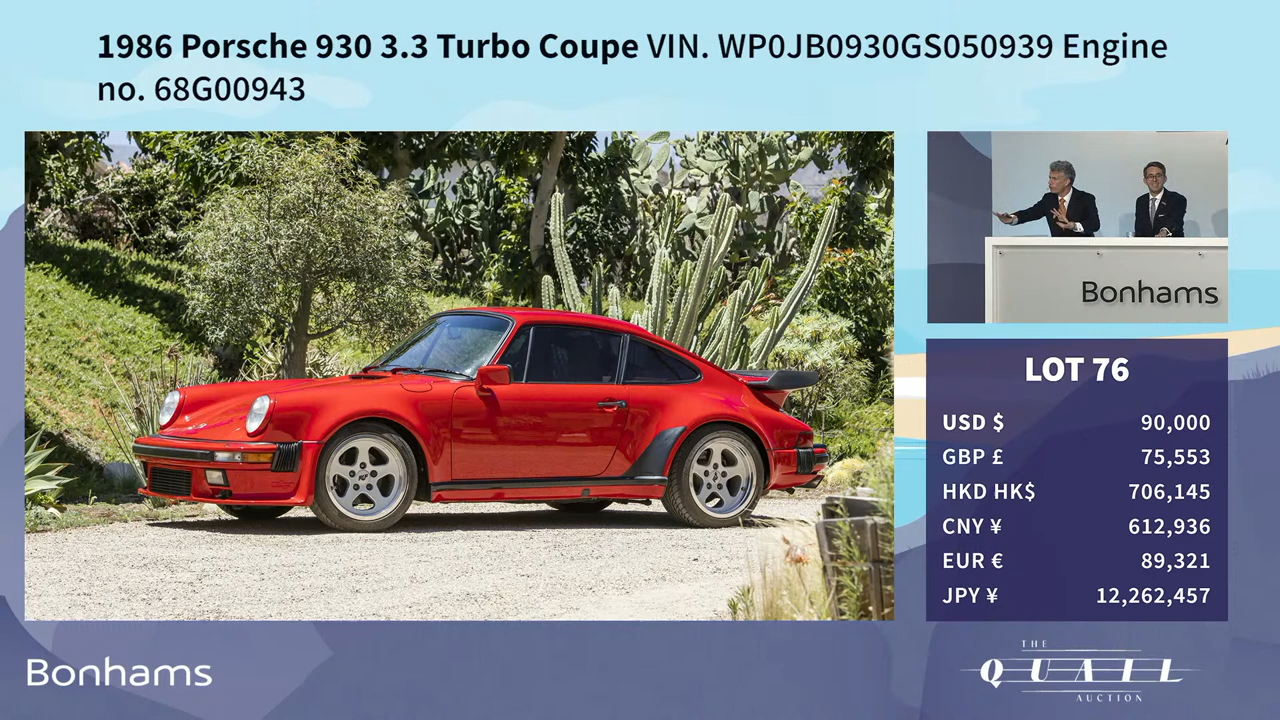 1986 Porsche 930 3.3 Turbo Coupe VIN. WP0JB0930GS050939 Engine
no. 68G00943
Bonhams
LOT 76
USD $ 90,000
GBP £ 75,553
HKD HK$ 706,145
CNY ¥ 612,936
EUR € 89,321
JPY ¥ 12,262,457
Bonhams
THE
QUAIL
AUCTION